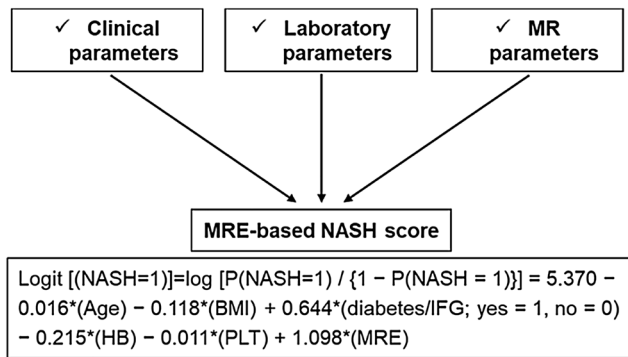 ✓ Clinical
parameters
✓ Laboratory
parameters
✓ MR
parameters
MRE-based NASH score
Logit [(NASH=1)]=log [P(NASH=1) / {1 − P(NASH = 1)}] = 5.370 −
0.016*(Age) − 0.118*(BMI) + 0.644*(diabetes/IFG; yes = 1, no = 0)
− 0.215*(HB) − 0.011*(PLT) + 1.098*(MRE)